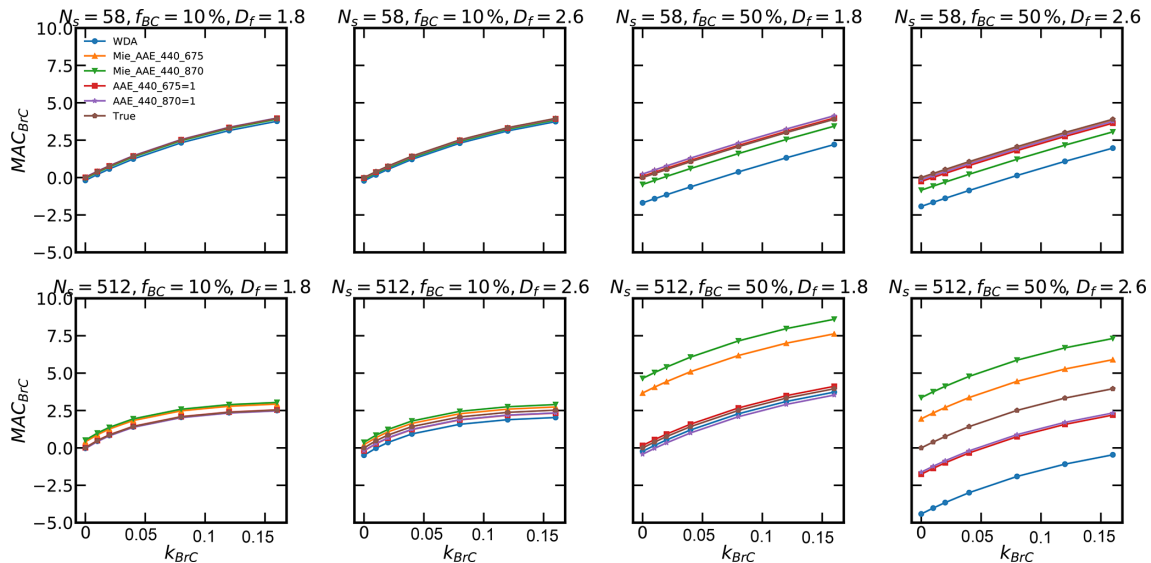 N_s = 58, f_BC = 10 %, D_f = 1.8
N_s = 58, f_BC = 10 %, D_f = 2.6
N_s = 58, f_BC = 50 %, D_f = 1.8
N_s = 58, f_BC = 50 %, D_f = 2.6
10.0
7.5
5.0
2.5
0.0
−2.5
−5.0
MAC_BrC
WDA
Mie_AAE_440_675
Mie_AAE_440_870
AAE_440_675=1
AAE_440_870=1
True
N_s = 512, f_BC = 10 %, D_f = 1.8
N_s = 512, f_BC = 10 %, D_f = 2.6
N_s = 512, f_BC = 50 %, D_f = 1.8
N_s = 512, f_BC = 50 %, D_f = 2.6
10.0
7.5
5.0
2.5
0.0
−2.5
−5.0
MAC_BrC
0 0.05 0.1 0.15
0 0.05 0.1 0.15
0 0.05 0.1 0.15
0 0.05 0.1 0.15
k_BrC
k_BrC
k_BrC
k_BrC